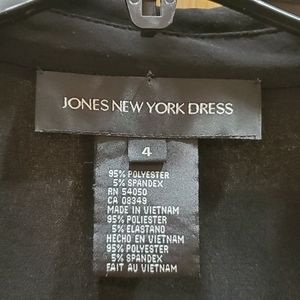 JONES NEW YORK DRESS
4
95% POLYESTER
5% SPANDEX
RN 54050
CA 08349
MADE IN VIETNAM
95% POLIESTER
5% ELASTANO
HECHO EN VIETNAM
95% POLYESTER
5% SPANDEX
FAIT AU VIETNAM